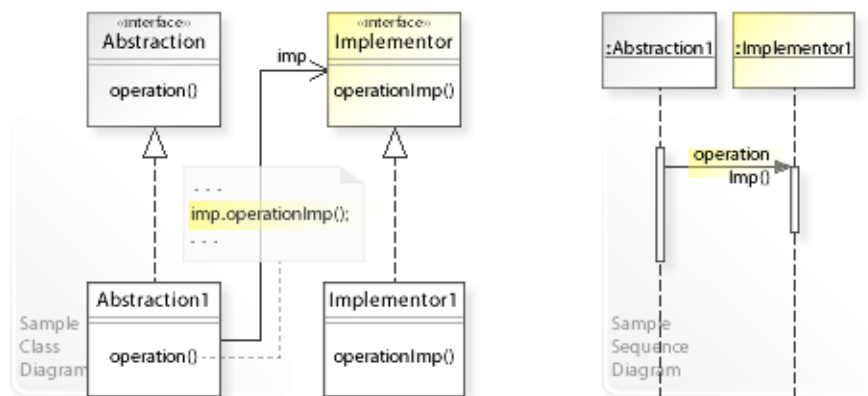 «interface»
Abstraction
operation()
imp
«interface»
Implementor
operationImp()
. . .
imp.operationImp();
. . .
Abstraction1
operation()
Implementor1
operationImp()
Sample
Class
Diagram
:Abstraction1
:Implementor1
operation
Imp()
Sample
Sequence
Diagram